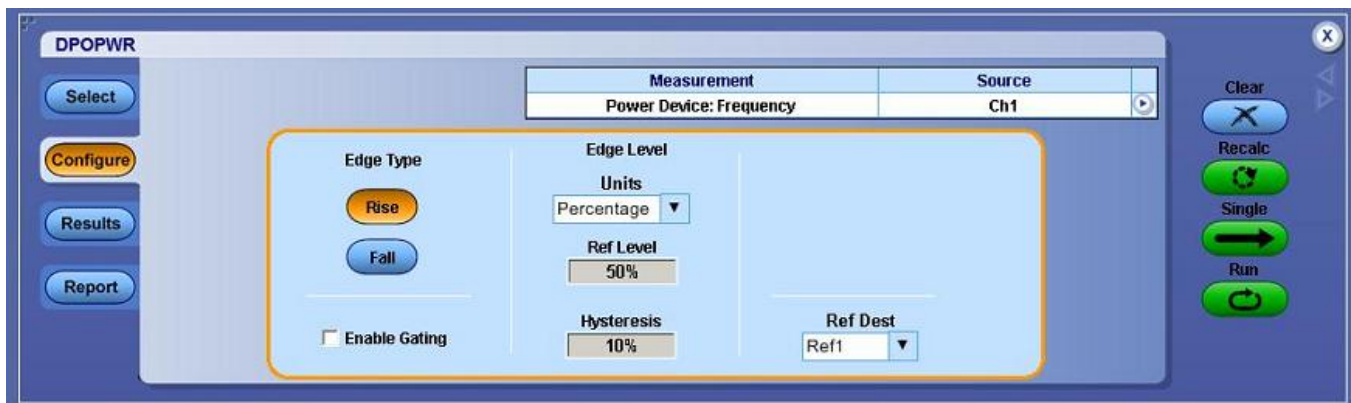 DPOPWR
X
Select
Configure
Results
Report
Measurement Source
Power Device: Frequency Ch1
Edge Type
Rise
Fall
Enable Gating
Edge Level
Units
Percentage
Ref Level
50%
Hysteresis
10%
Ref Dest
Ref1
Clear
Recalc
Single
Run